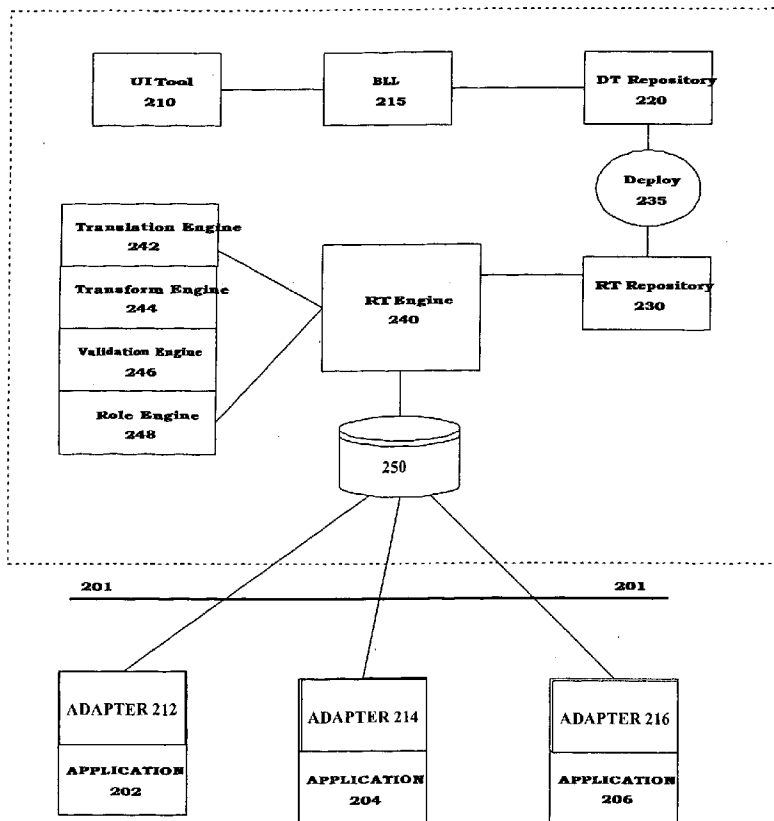 UI Tool
210
BLL
215
DT Repository
220
Deploy
235
Translation Engine
242
Transform Engine
244
Validation Engine
246
Role Engine
248
RT Engine
240
RT Repository
230
250
201
201
ADAPTER 212
APPLICATION
202
ADAPTER 214
APPLICATION
204
ADAPTER 216
APPLICATION
206